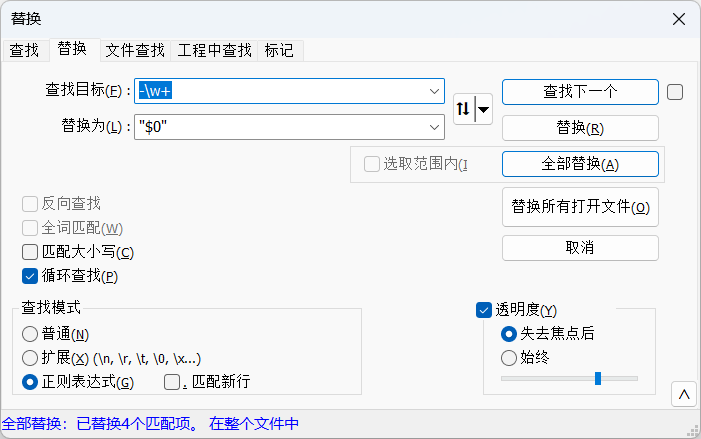 替换
查找
替换
文件查找
工程中查找
标记
查找目标(F)：
-\w+
查找下一个
替换为(L)：
"$0"
替换(R)
选取范围内(I
全部替换(A)
反向查找
替换所有打开文件(O)
全词匹配(W)
匹配大小写(C)
取消
循环查找(P)
查找模式
透明度(Y)
普通(N)
失去焦点后
扩展(X) (\n, \r, \t, \0, \x...)
始终
正则表达式(G)
. 匹配新行
全部替换：已替换4个匹配项。 在整个文件中